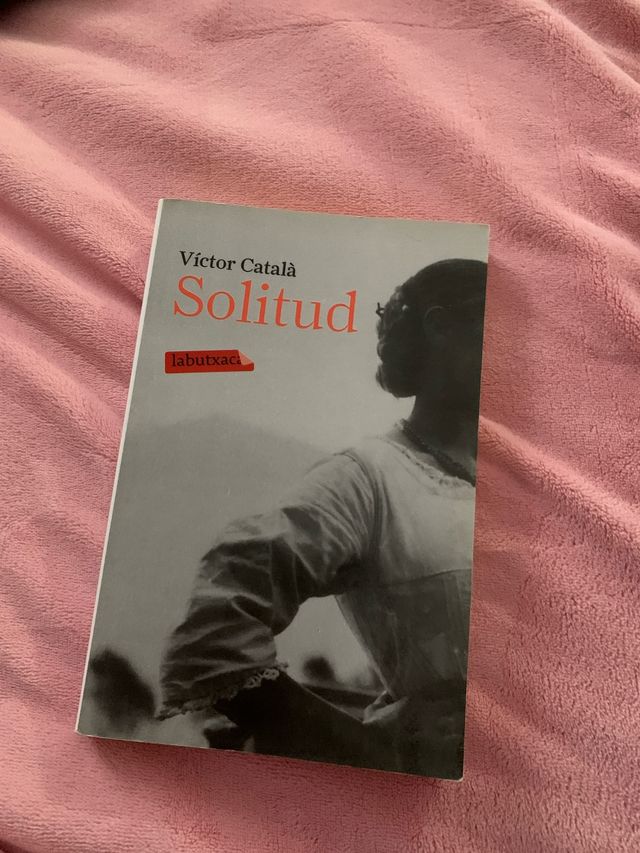 Víctor Català
Solitud
labutxaca